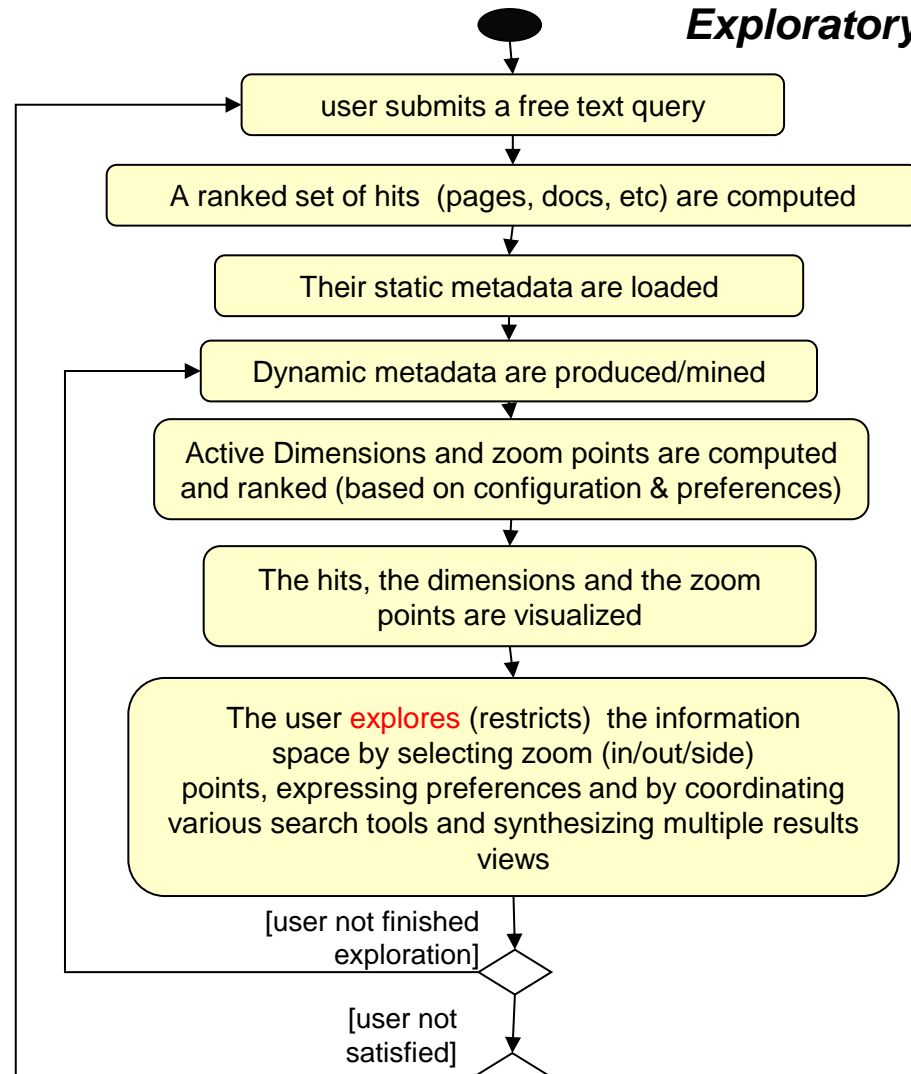 Exploratory
user submits a free text query
A ranked set of hits (pages, docs, etc) are computed
Their static metadata are loaded
Dynamic metadata are produced/mined
Active Dimensions and zoom points are computed
and ranked (based on configuration & preferences)
The hits, the dimensions and the zoom
points are visualized
The user explores (restricts) the information
space by selecting zoom (in/out/side)
points, expressing preferences and by coordinating
various search tools and synthesizing multiple results
views
[user not finished
exploration]
[user not
satisfied]